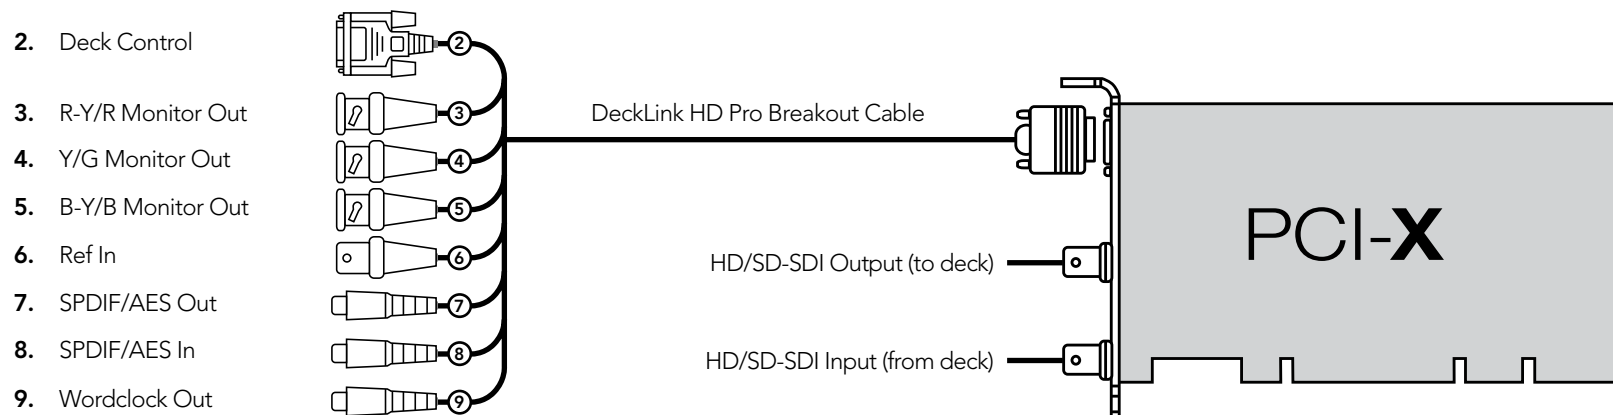 2. Deck Control
2
3. R-Y/R Monitor Out
3
DeckLink HD Pro Breakout Cable
4. Y/G Monitor Out
4
5. B-Y/B Monitor Out
5
PCI-X
6. Ref In
6
HD/SD-SDI Output (to deck)
7. SPDIF/AES Out
7
8. SPDIF/AES In
8
HD/SD-SDI Input (from deck)
9. Wordclock Out
9